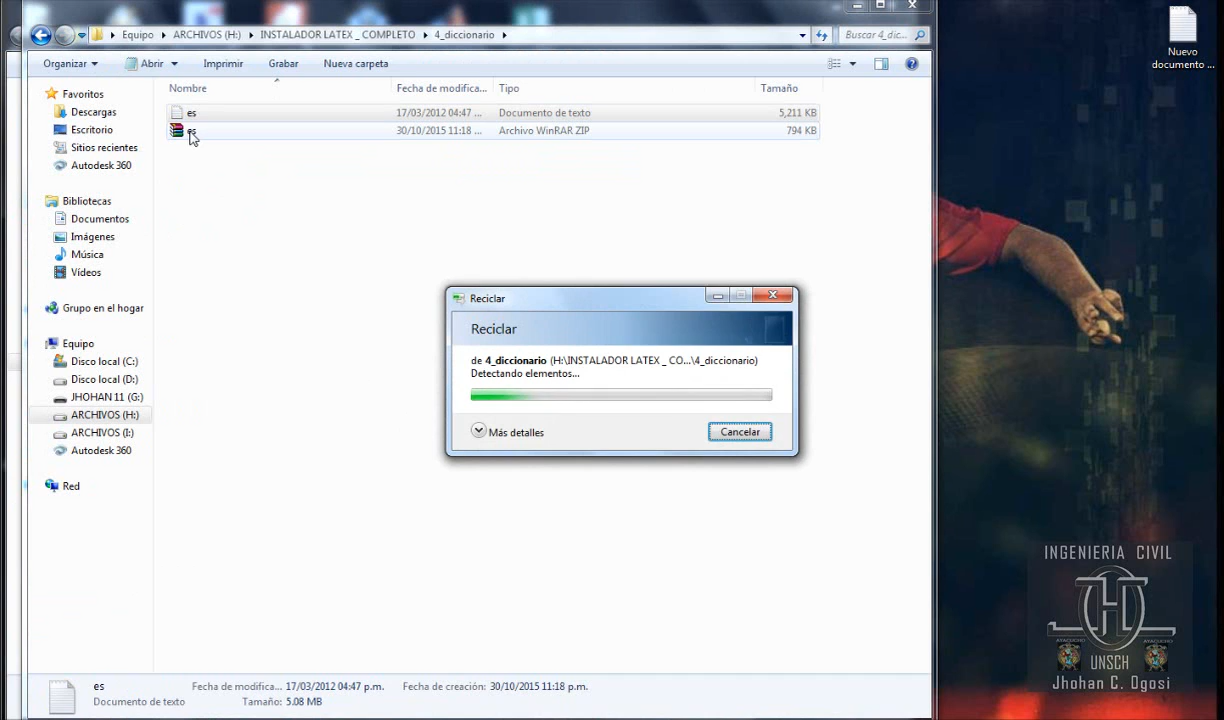 Equipo ▸ ARCHIVOS (H:) ▸ INSTALADOR LATEX _ COMPLETO ▸ 4_diccionario ▸
Buscar 4_dic...
Organizar
Abrir
Imprimir
Grabar
Nueva carpeta
Nombre
Fecha de modifica...
Tipo
Tamaño
es
17/03/2012 04:47 ...
Documento de texto
5,211 KB
es
30/10/2015 11:18 ...
Archivo WinRAR ZIP
794 KB
Favoritos
Descargas
Escritorio
Sitios recientes
Autodesk 360
Bibliotecas
Documentos
Imágenes
Música
Vídeos
Grupo en el hogar
Equipo
Disco local (C:)
Disco local (D:)
JHOHAN 11 (G:)
ARCHIVOS (H:)
ARCHIVOS (I:)
Autodesk 360
Red
Reciclar
Reciclar
de 4_diccionario (H:\INSTALADOR LATEX _ CO...\4_diccionario)
Detectando elementos...
Más detalles
Cancelar
es
Fecha de modifica... 17/03/2012 04:47 p.m.
Fecha de creación: 30/10/2015 11:18 p.m.
Documento de texto
Tamaño: 5.08 MB
Nuevo
documento ...
INGENIERIA CIVIL
AYACUCHO
AYACUCHO
UNSCH
Jhohan C. Ogosi